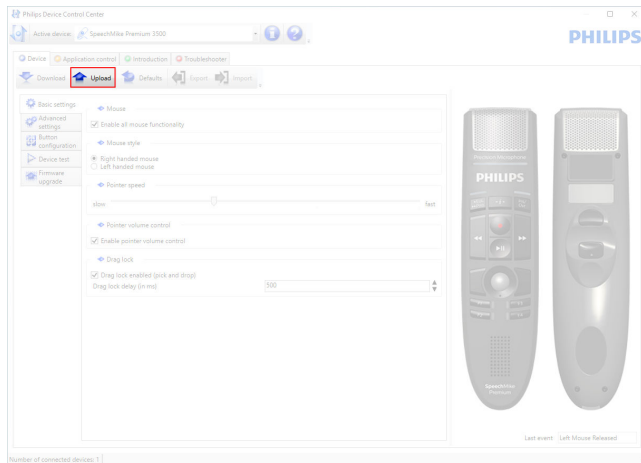 Philips Device Control Center
Active device: SpeechMike Premium 3500
PHILIPS
Device Application control Introduction Troubleshooter
Download Upload Defaults Export Import
Basic settings
Advanced settings
Button configuration
Device test
Firmware upgrade
Mouse
Enable all mouse functionality
Mouse style
Right handed mouse
Left handed mouse
Pointer speed
slow fast
Pointer volume control
Enable pointer volume control
Drag lock
Drag lock enabled (pick and drop)
Drag lock delay (in ms) 500
Precision Microphone
PHILIPS
SpeechMike
Premium
Last event Left Mouse Released
Number of connected devices: 1